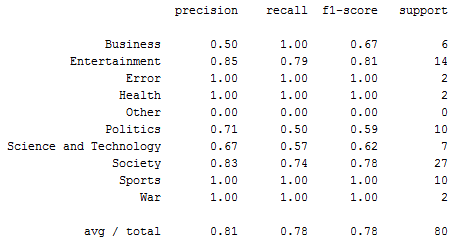 precision recall f1-score support
Business 0.50 1.00 0.67 6
Entertainment 0.85 0.79 0.81 14
Error 1.00 1.00 1.00 2
Health 1.00 1.00 1.00 2
Other 0.00 0.00 0.00 0
Politics 0.71 0.50 0.59 10
Science and Technology 0.67 0.57 0.62 7
Society 0.83 0.74 0.78 27
Sports 1.00 1.00 1.00 10
War 1.00 1.00 1.00 2
avg / total 0.81 0.78 0.78 80